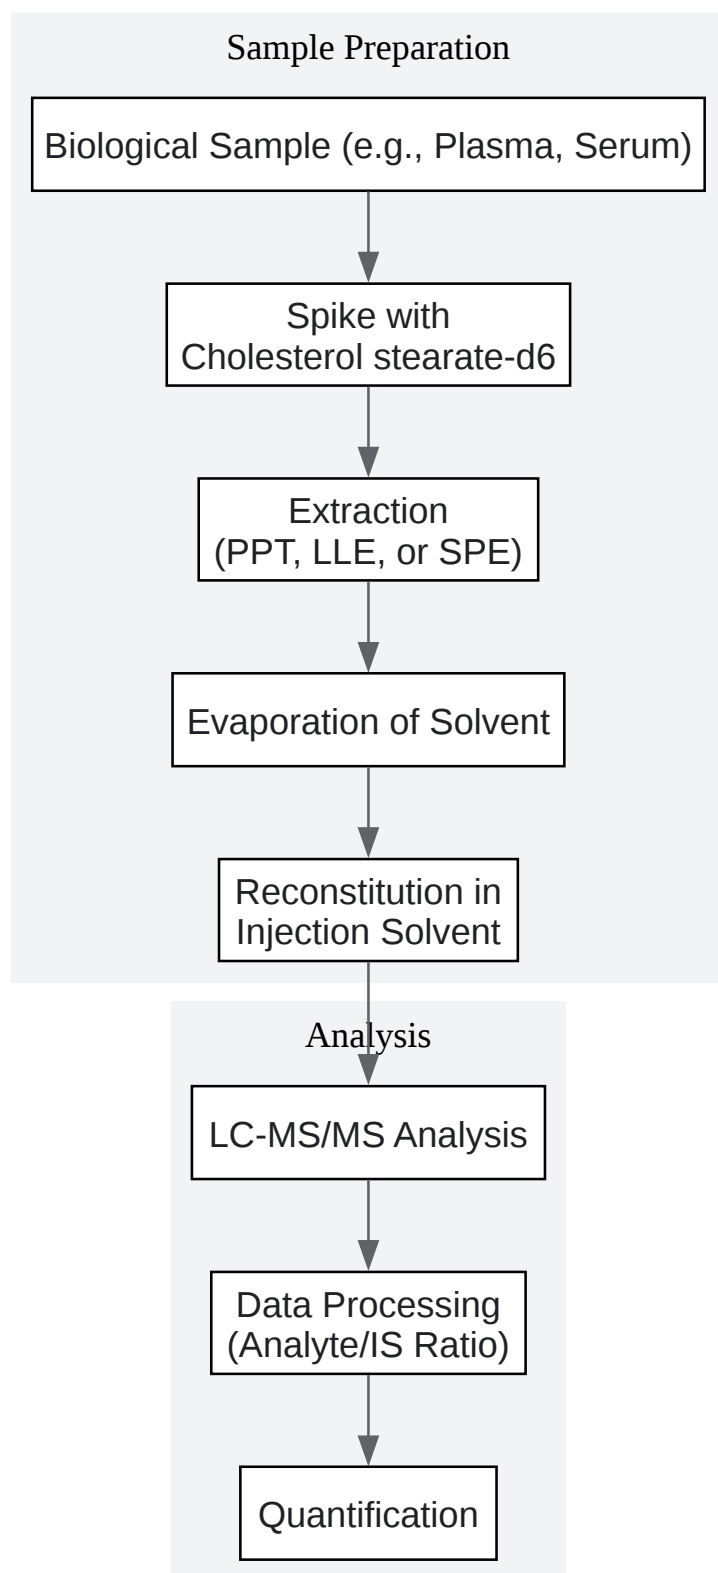 Sample Preparation
Biological Sample (e.g., Plasma, Serum)
Spike with
Cholesterol stearate-d6
Extraction
(PPT, LLE, or SPE)
Evaporation of Solvent
Reconstitution in
Injection Solvent
Analysis
LC-MS/MS Analysis
Data Processing
(Analyte/IS Ratio)
Quantification